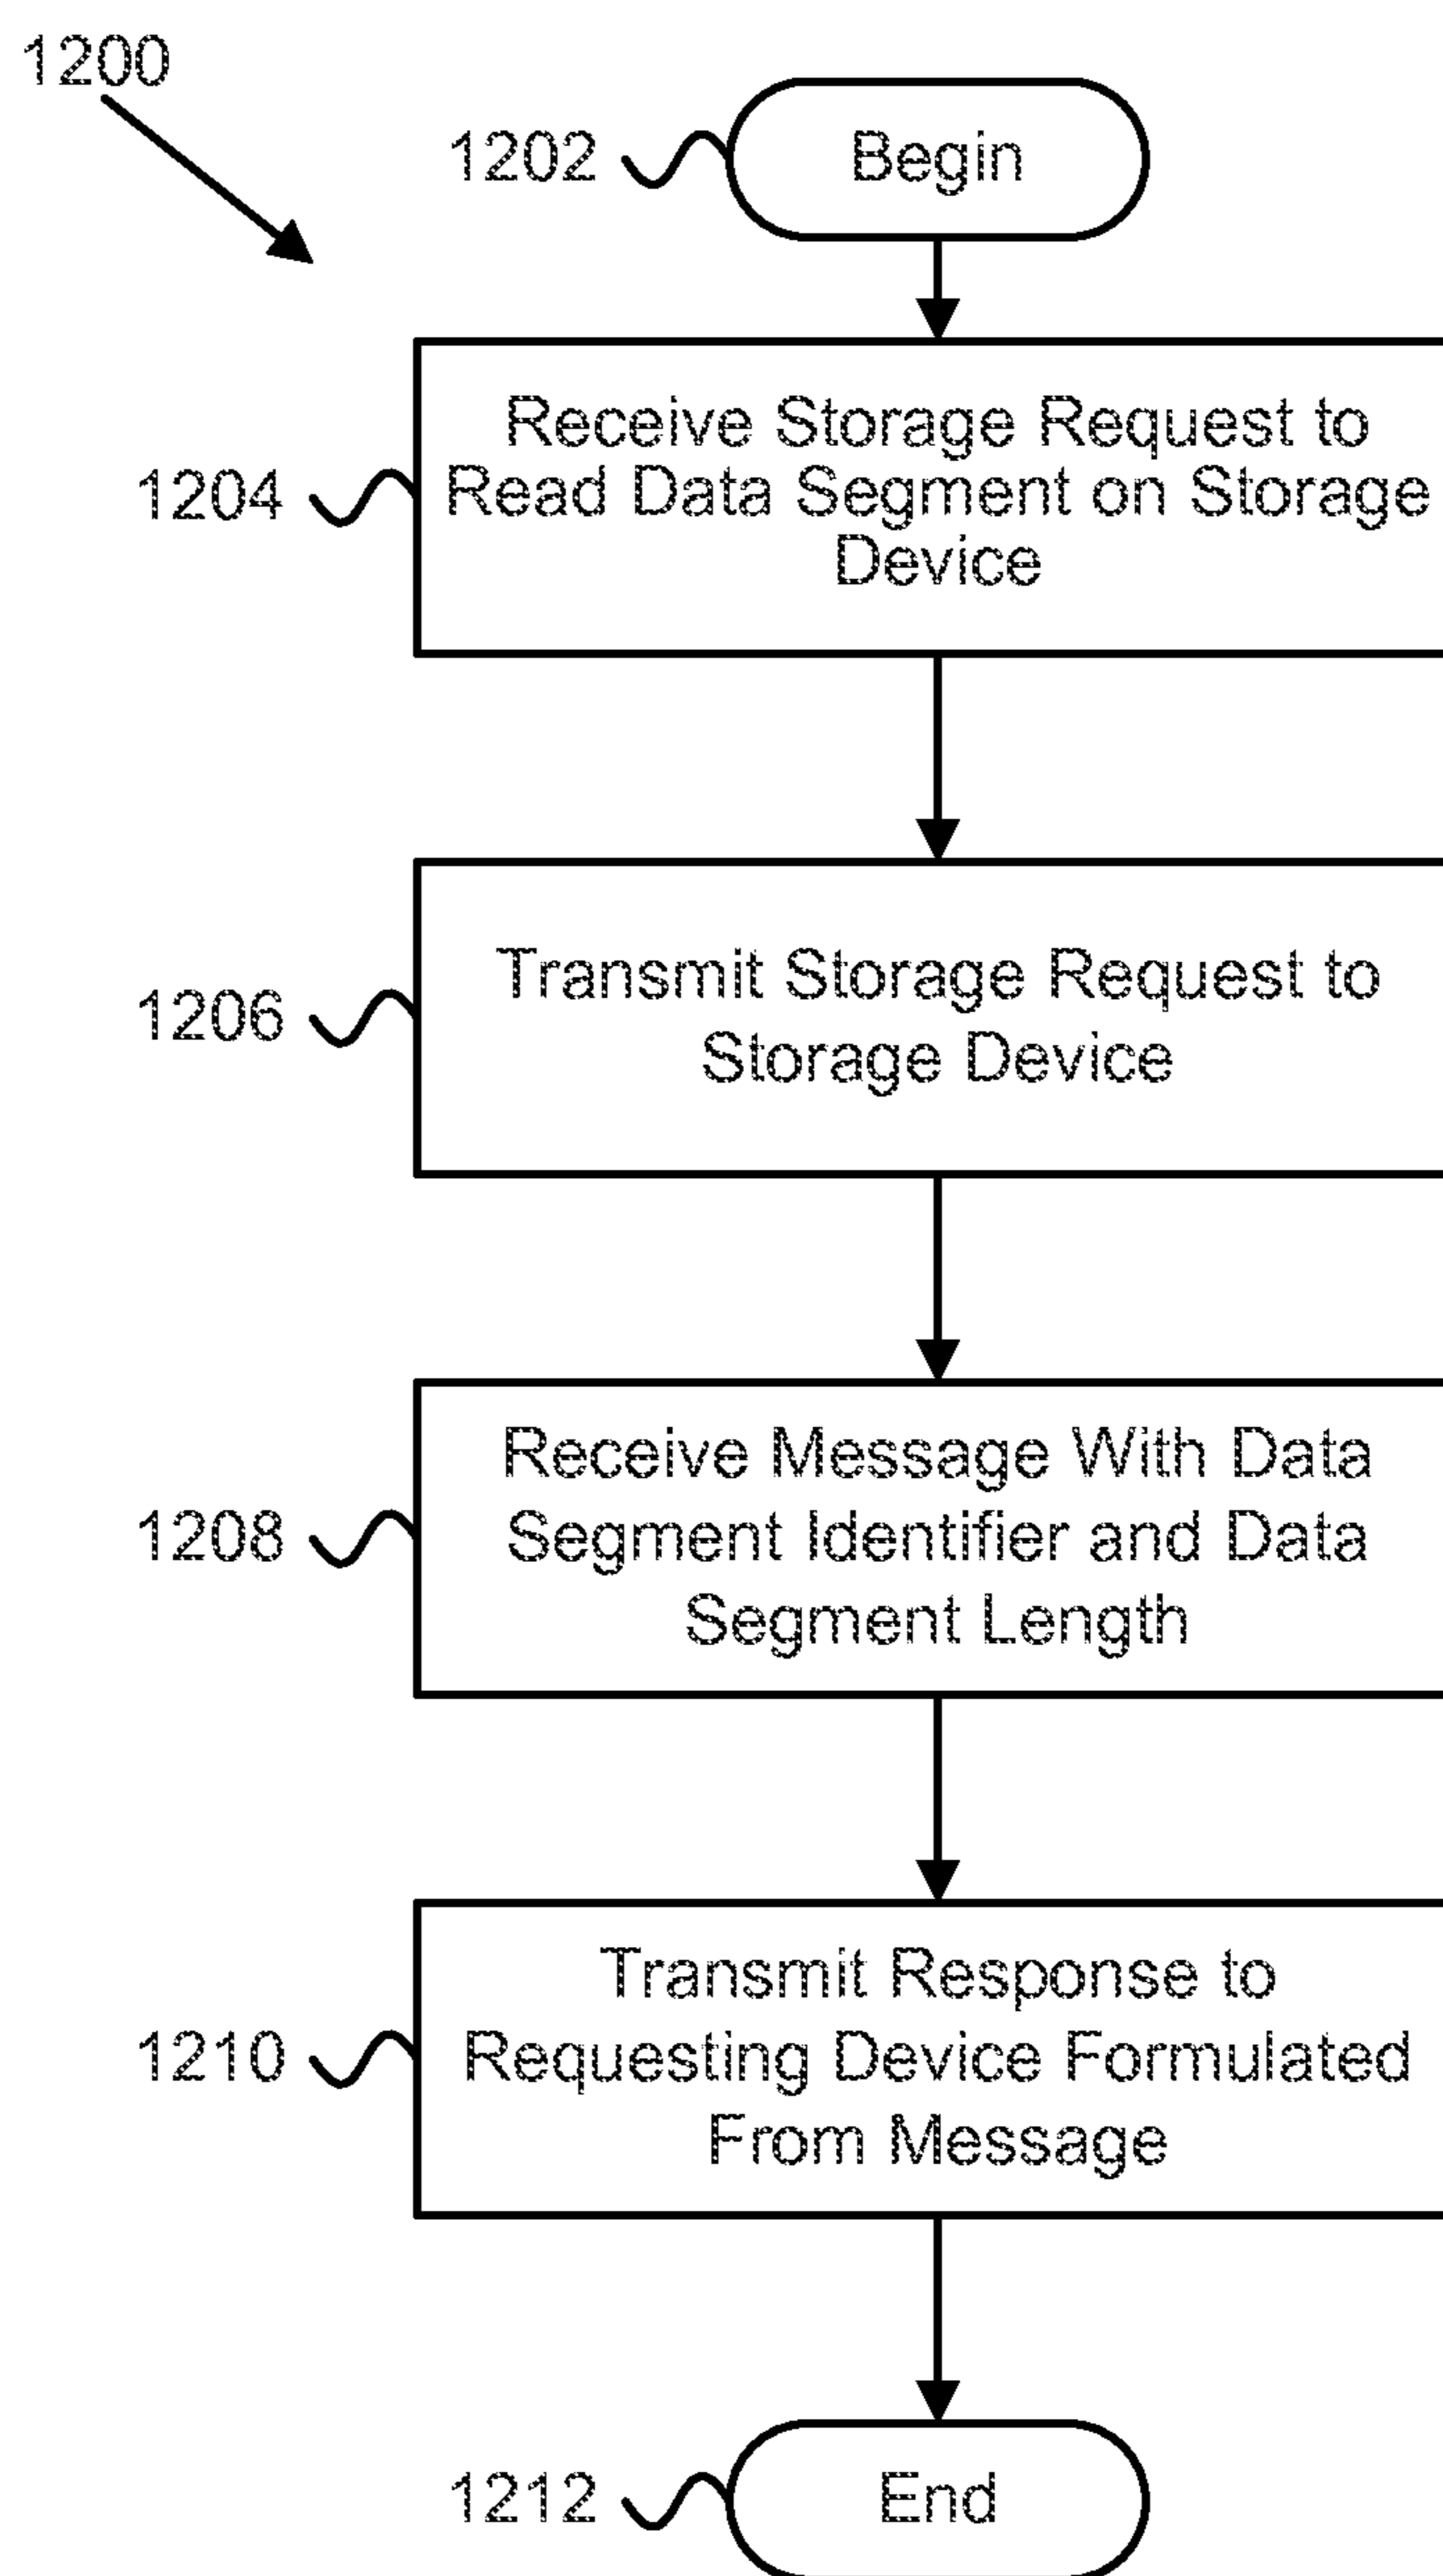 1200
1202
Begin
Receive Storage Request to
1204
Read Data Segment on Storage
Device
Transmit Storage Request to
1206
Storage Device
Receive Message With Data
1208
Segment Identifier and Data
Segment Length
Transmit Response to
1210
Requesting Device Formulated
From Message
1212
End